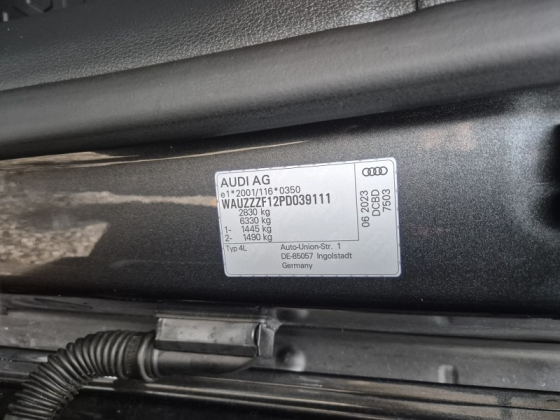 AUDI AG
e1*2001/116*0350
WAUZZZF12PD039111
2830 kg
6330 kg
1- 1445 kg
2- 1490 kg
Typ 4L
Auto-Union-Str. 1
DE-85057 Ingolstadt
Germany
06 2023
DCBD
7503